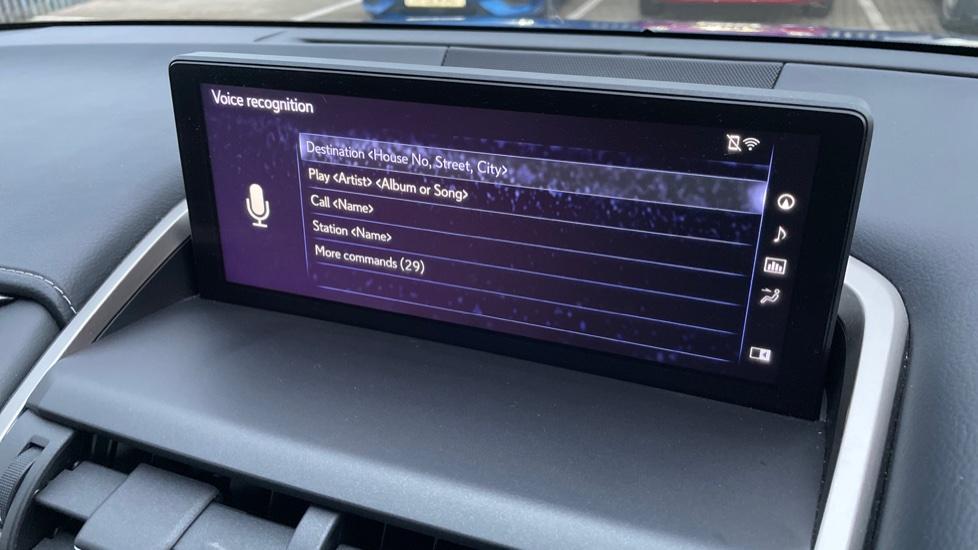 Voice recognition
Destination <House No, Street, City>
Play <Artist> <Album or Song>
Call <Name>
Station <Name>
More commands (29)